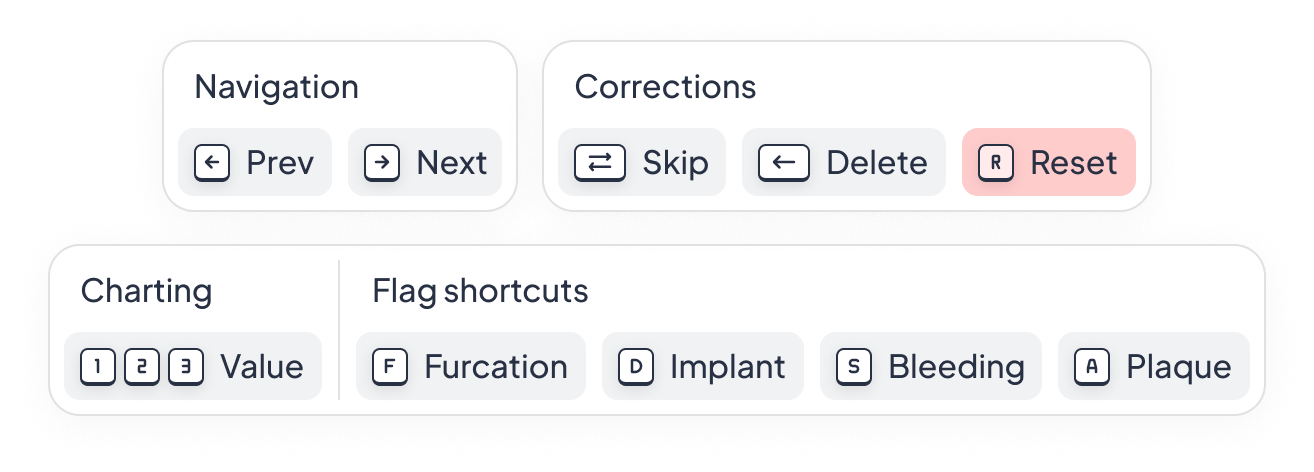 Navigation
← Prev → Next
Corrections
⇄ Skip ← Delete R Reset
Charting
1 2 3 Value
Flag shortcuts
F Furcation D Implant S Bleeding A Plaque